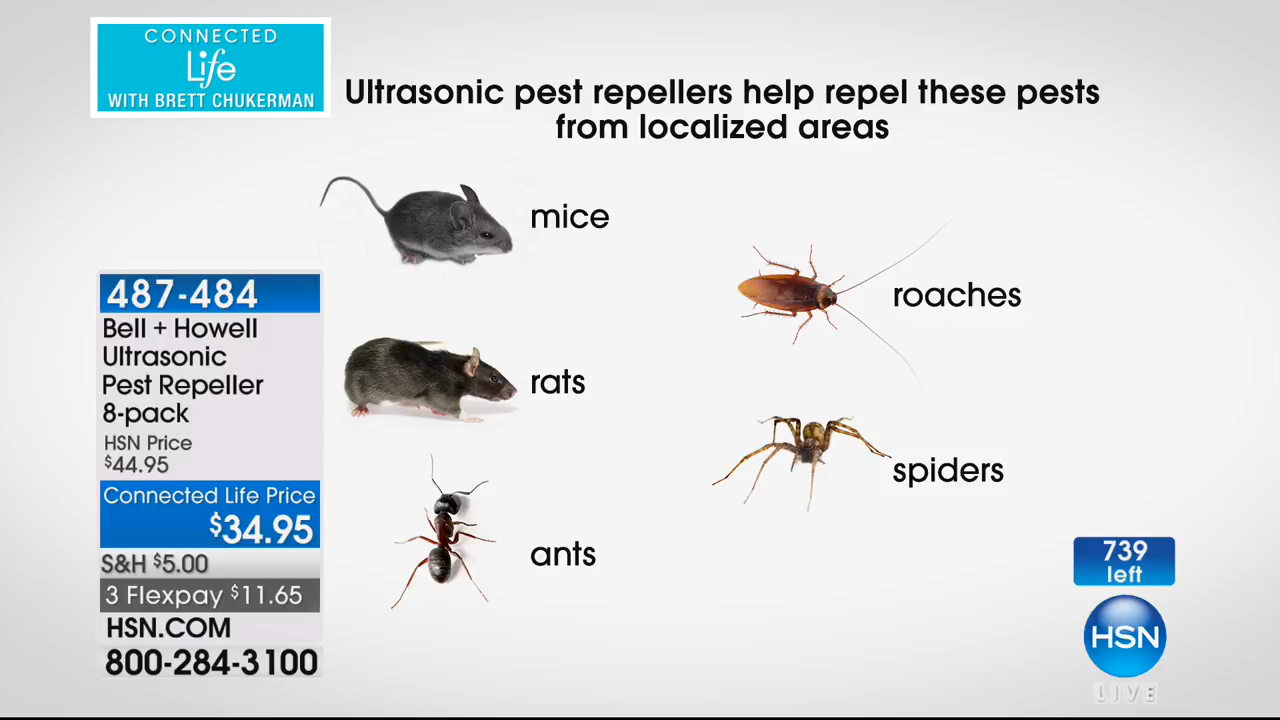 CONNECTED
Life
WITH BRETT CHUKERMAN
Ultrasonic pest repellers help repel these pests
from localized areas
mice
roaches
rats
spiders
ants
487-484
Bell + Howell
Ultrasonic
Pest Repeller
8-pack
HSN Price
$44.95
Connected Life Price
$34.95
S&H $5.00
3 Flexpay $11.65
HSN.COM
800-284-3100
739
left
HSN
LIVE